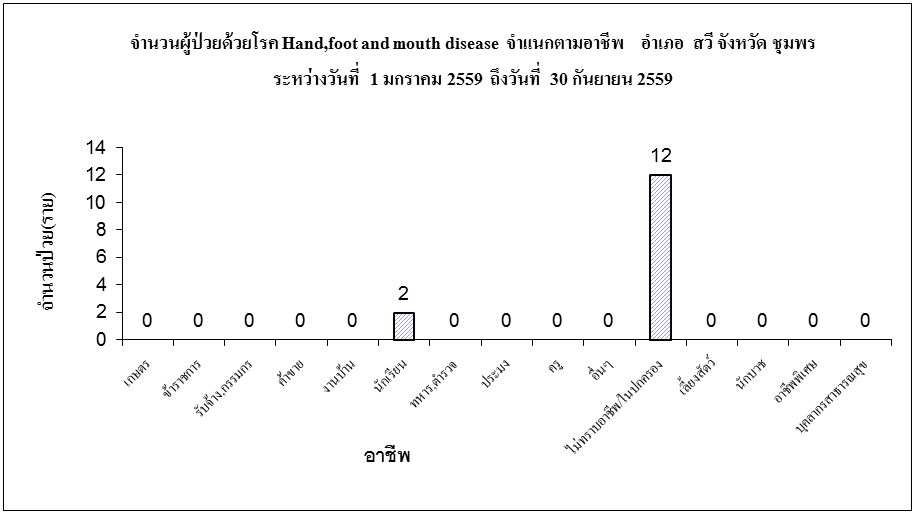 จำนวนผู้ป่วยด้วยโรค Hand,foot and mouth disease จำแนกตามอาชีพ อำเภอ สวี จังหวัด ชุมพร
ระหว่างวันที่ 1 มกราคม 2559 ถึงวันที่ 30 กันยายน 2559
จำนวนป่วย(ราย)
14
12
10
8
6
4
2
0
0 0 0 0 0 2 0 0 0 0 12 0 0 0 0
เกษตร
ข้าราชการ
รับจ้าง,กรรมกร
ค้าขาย
งานบ้าน
นักเรียน
ทหาร,ตำรวจ
ประมง
ครู
อื่นๆ
ไม่ทราบอาชีพ/ในปกครอง
เลี้ยงสัตว์
นักบวช
อาชีพพิเศษ
บุคลากรสาธารณสุข
อาชีพ